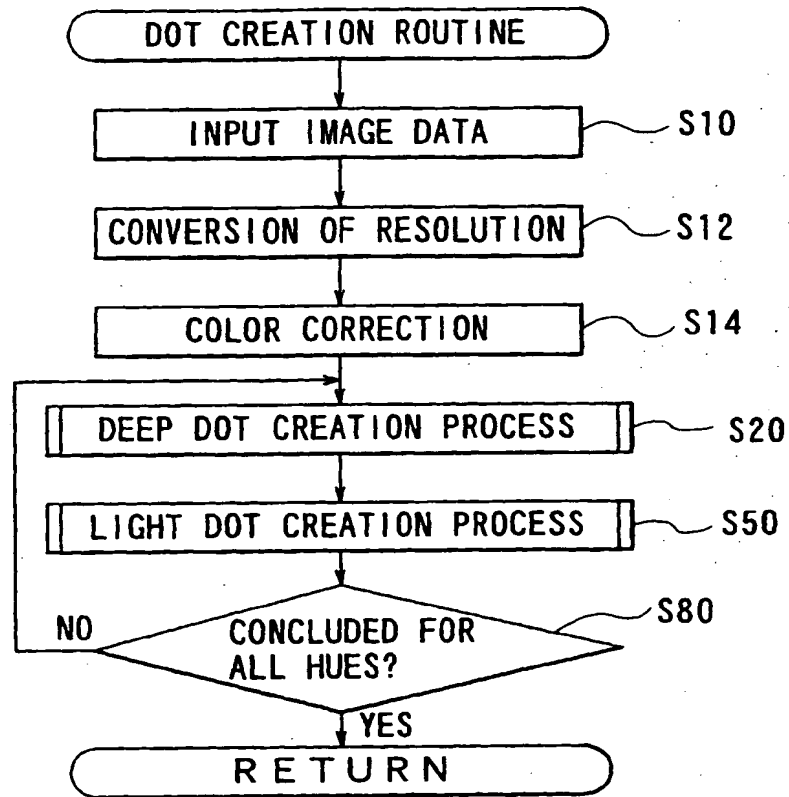 DOT CREATION ROUTINE
INPUT IMAGE DATA
S10
CONVERSION OF RESOLUTION
S12
COLOR CORRECTION
S14
DEEP DOT CREATION PROCESS
S20
LIGHT DOT CREATION PROCESS
S50
S80
NO
CONCLUDED FOR
ALL HUES?
YES
RETURN